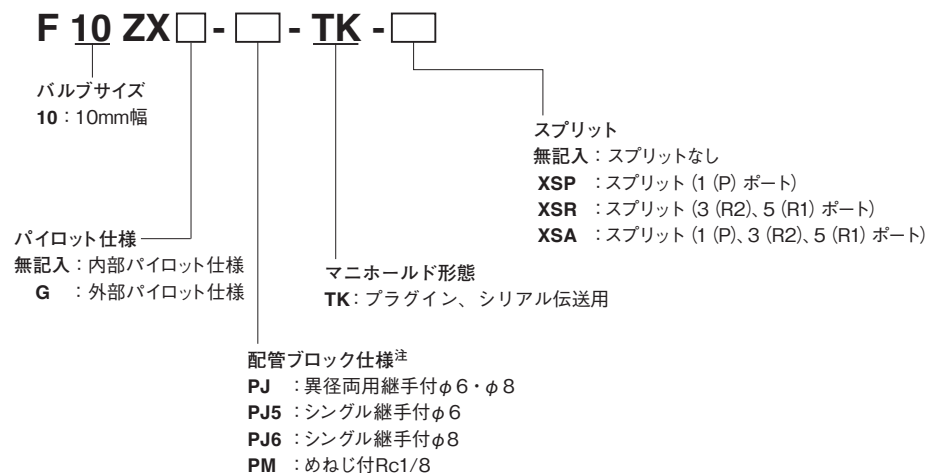 F 10 ZX□ - □ - TK - □
バルブサイズ
10：10mm幅
スプリット
無記入：スプリットなし
XSP ：スプリット（1（P）ポート）
XSR ：スプリット（3（R2）、5（R1）ポート）
XSA ：スプリット（1（P）、3（R2）、5（R1）ポート）
パイロット仕様
無記入：内部パイロット仕様
G ：外部パイロット仕様
マニホールド形態
TK：プラグイン、シリアル伝送用
配管ブロック仕様注
PJ ：異径両用継手付φ6・φ8
PJ5 ：シングル継手付φ6
PJ6 ：シングル継手付φ8
PM ：めねじ付Rc1/8